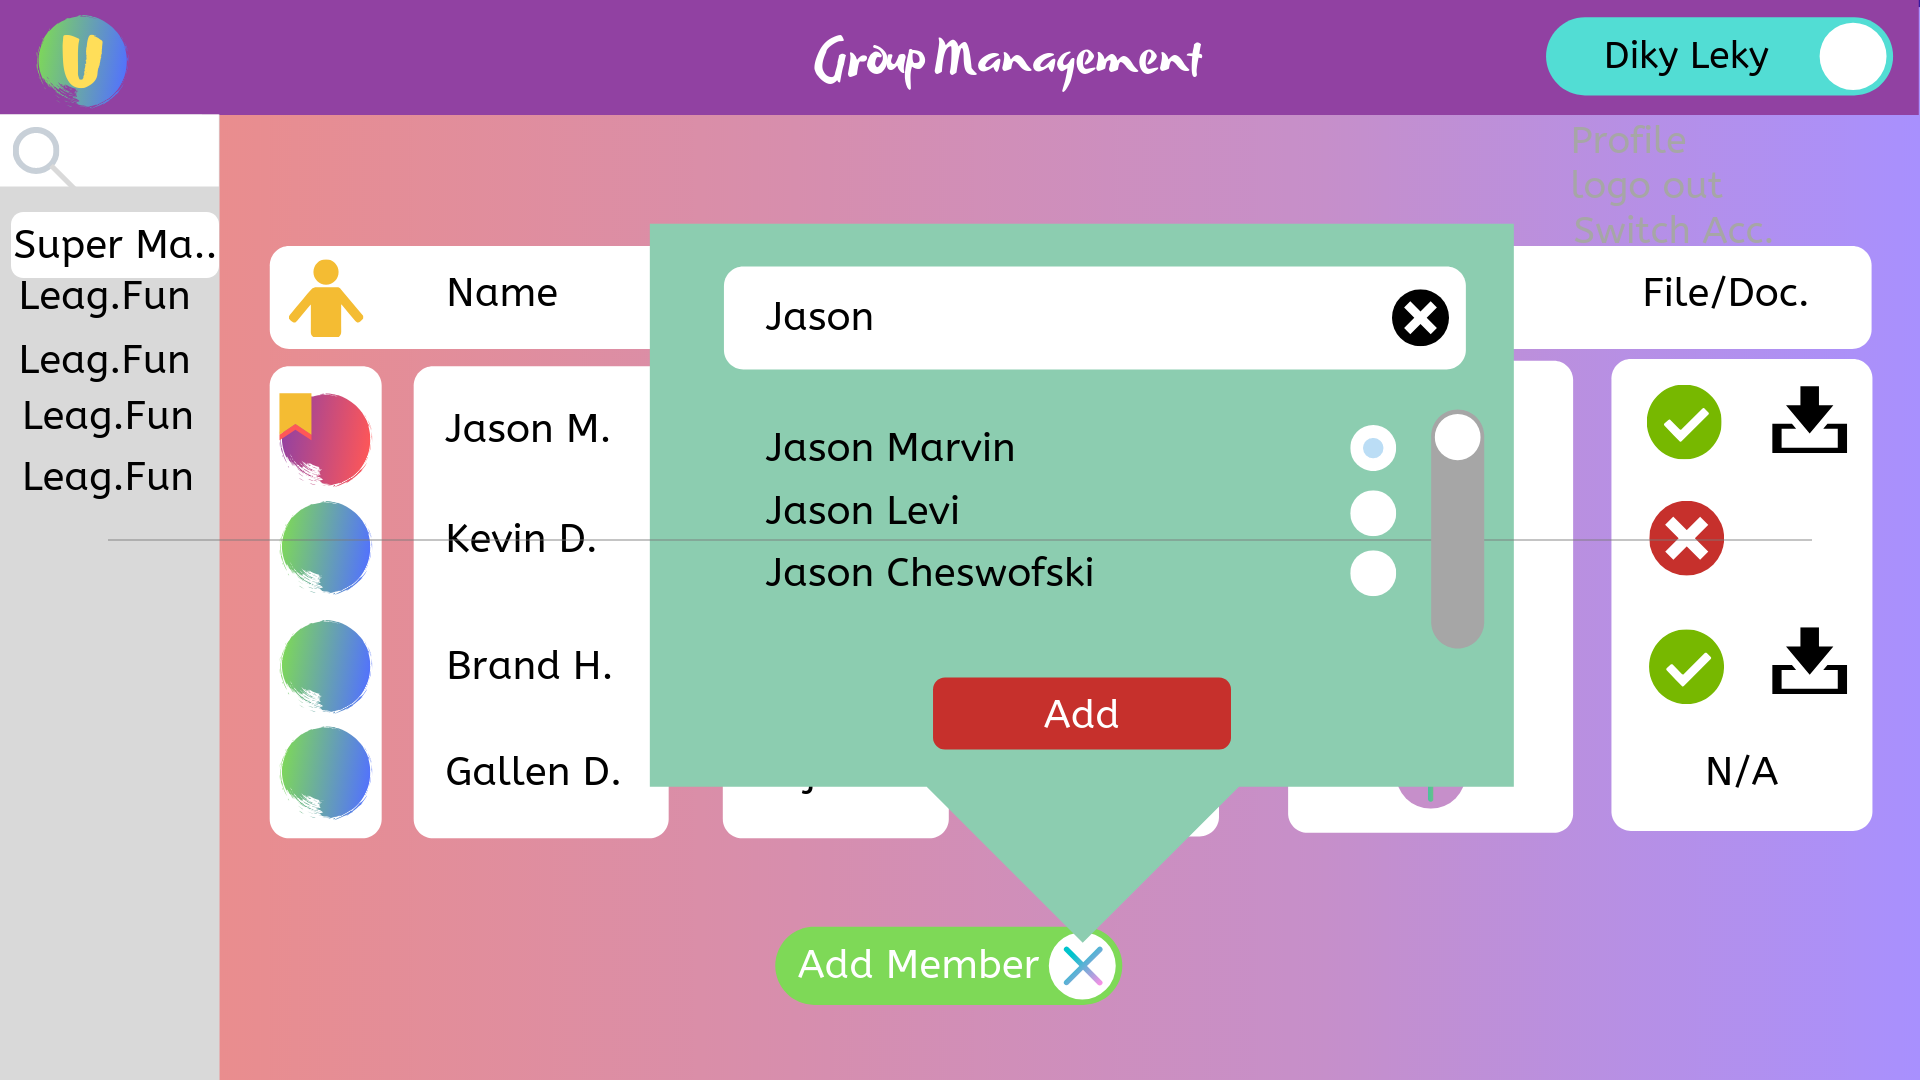 U
Group Management
Diky Leky
Profile
logo out
Switch Acc.
Super Ma..
Leag.Fun
Leag.Fun
Leag.Fun
Leag.Fun
Name
File/Doc.
Jason M.
Kevin D.
Brand H.
Gallen D.
N/A
Jason
Jason Marvin
Jason Levi
Jason Cheswofski
Add
Add Member